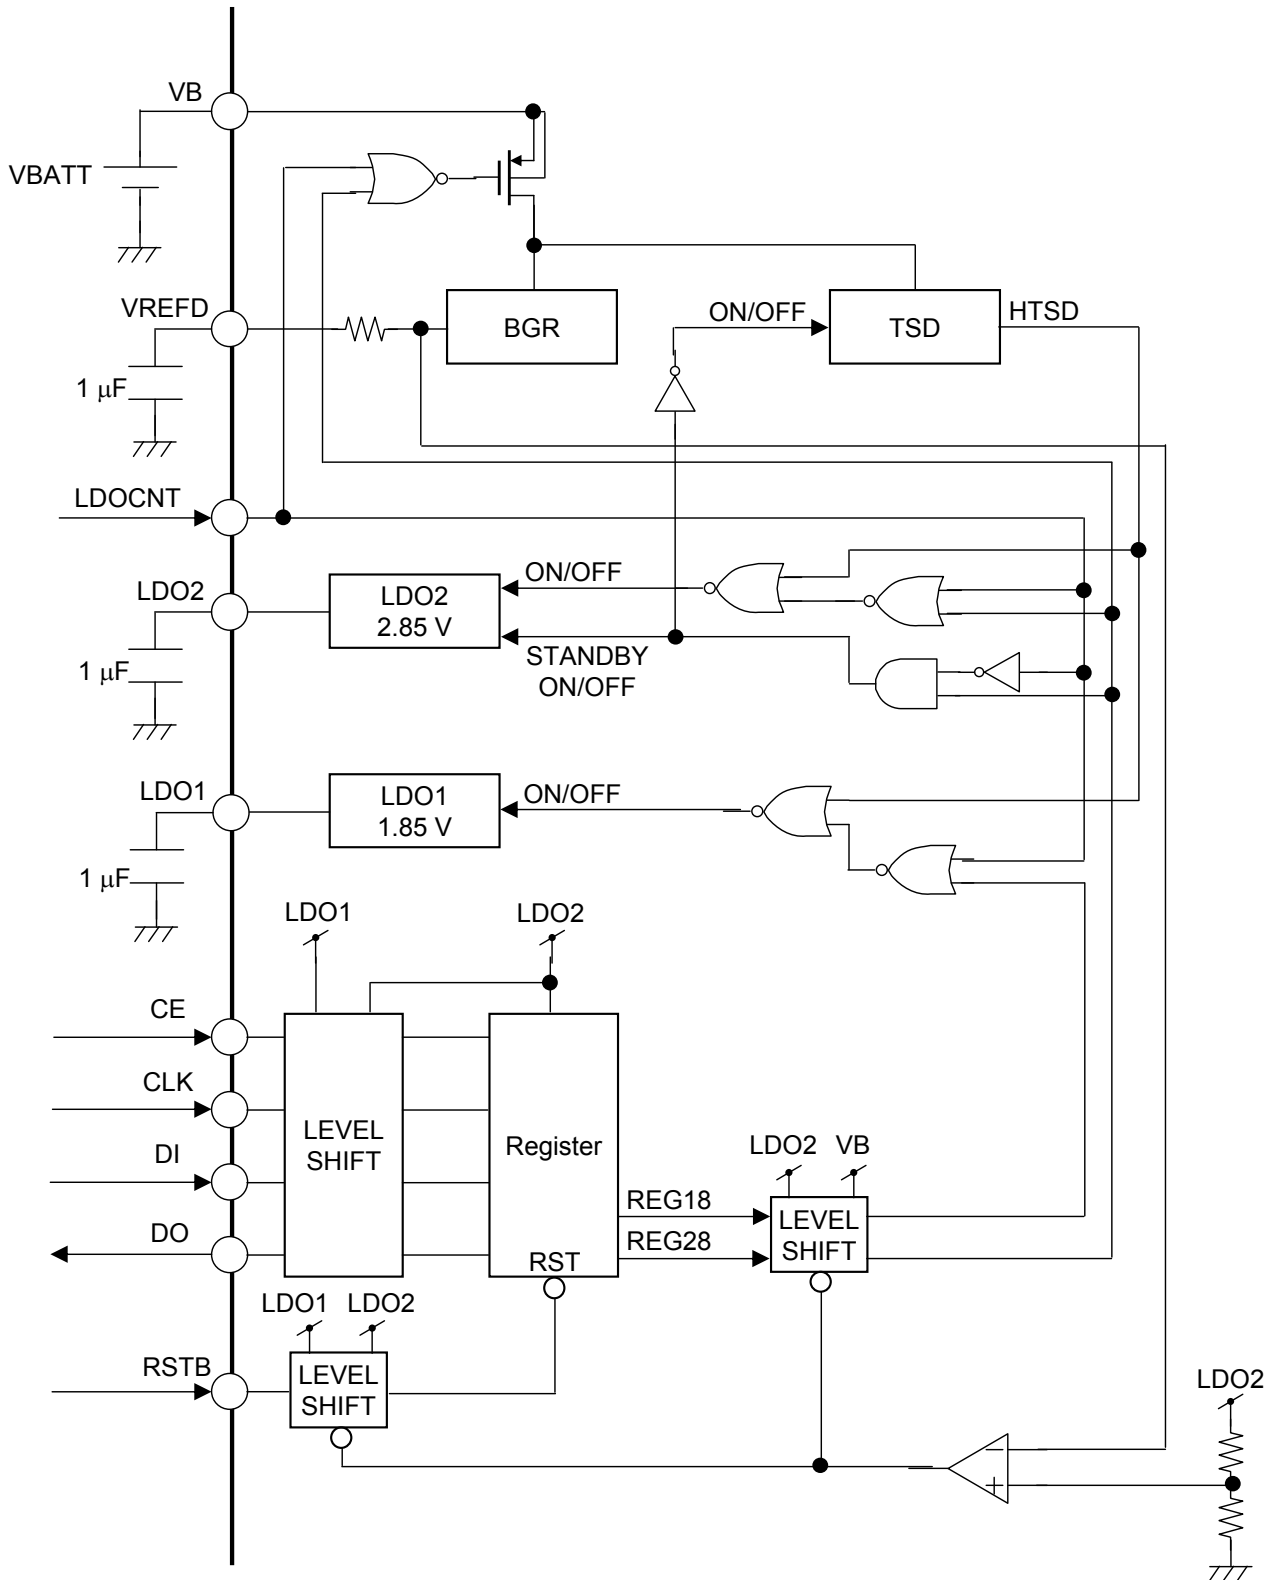 VB
VBATT
VREFD
BGR
ON/OFF
TSD
HTSD
1 μF
LDOCNT
LDO2
LDO2
2.85 V
ON/OFF
STANDBY
ON/OFF
1 μF
LDO1
LDO1
1.85 V
ON/OFF
1 μF
LDO1
LDO2
CE
CLK
DI
DO
LEVEL
SHIFT
Register
RST
REG18
REG28
LDO2
VB
LEVEL
SHIFT
LDO1
LDO2
RSTB
LEVEL
SHIFT
LDO2
−
+